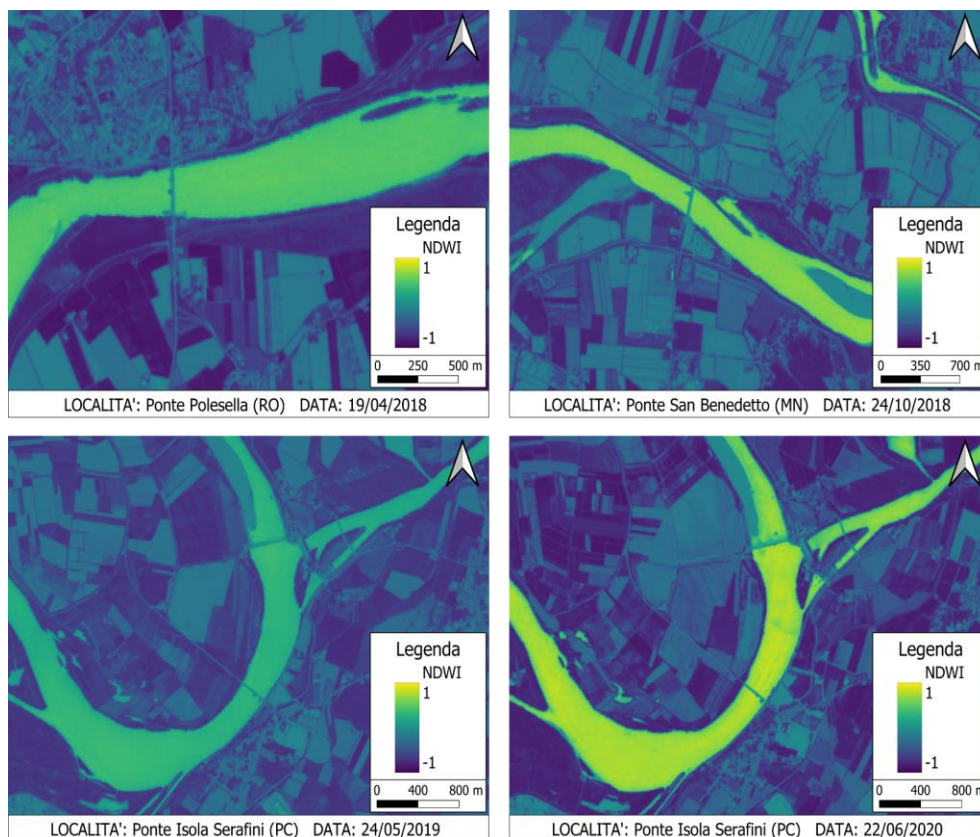 Legenda
NDWI
1
-1
0 250 500 m
LOCALITA': Ponte Polesella (RO) DATA: 19/04/2018
Legenda
NDWI
1
-1
0 350 700 m
LOCALITA': Ponte San Benedetto (MN) DATA: 24/10/2018
Legenda
NDWI
1
-1
0 400 800 m
LOCALITA': Ponte Isola Serafini (PC) DATA: 24/05/2019
Legenda
NDWI
1
-1
0 400 800 m
LOCALITA': Ponte Isola Serafini (PC) DATA: 22/06/2020